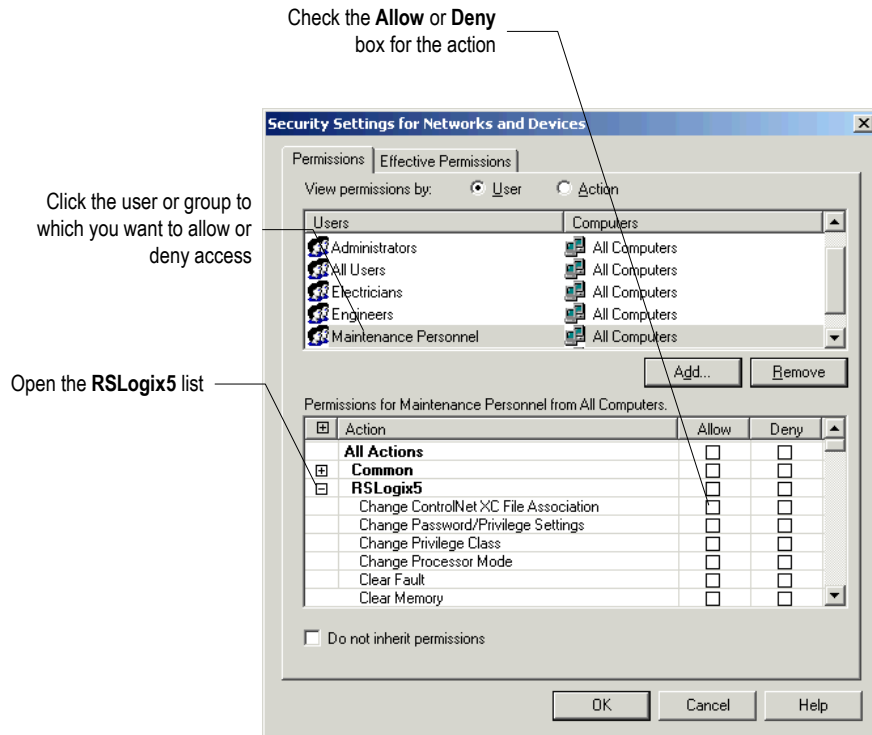 Check the Allow or Deny
box for the action
Security Settings for Networks and Devices
Permissions Effective Permissions
View permissions by: User Action
Click the user or group to
which you want to allow or
deny access
Users Computers
Administrators All Computers
All Users All Computers
Electricians All Computers
Engineers All Computers
Maintenance Personnel All Computers
Add... Remove
Open the RSLogix5 list
Permissions for Maintenance Personnel from All Computers.
Action Allow Deny
All Actions
Common
RSLogix5
Change ControlNet XC File Association
Change Password/Privilege Settings
Change Privilege Class
Change Processor Mode
Clear Fault
Clear Memory
Do not inherit permissions
OK Cancel Help